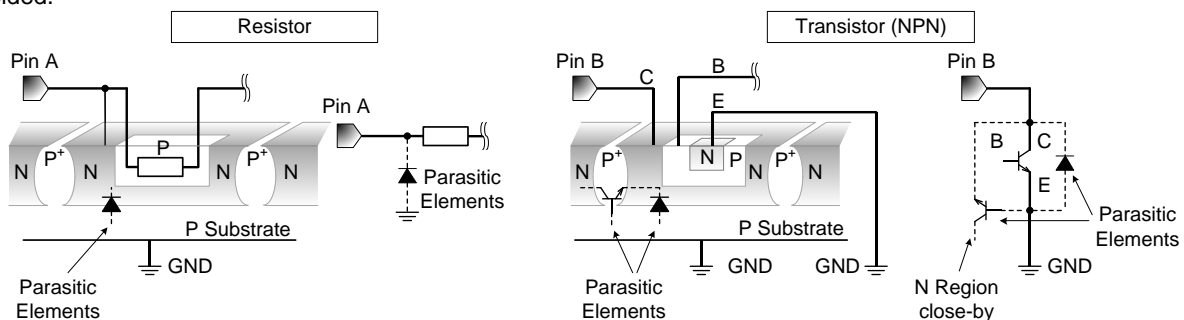 Resistor
Transistor (NPN)
Pin A
Pin A
P
N
P+
N
N
P+
N
Parasitic
Elements
P Substrate
GND
Parasitic
Elements
Pin B
C
B
E
N
P+
N
N
P
N
P+
N
P Substrate
GND
GND
Parasitic
Elements
Pin B
B
C
E
Parasitic
Elements
GND
N Region
close-by